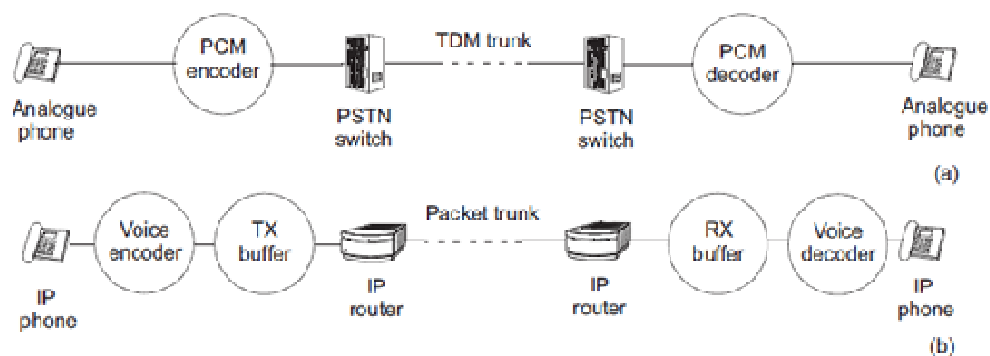 Analogue
phone
PCM
encoder
PSTN
switch
TDM trunk
PSTN
switch
PCM
decoder
Analogue
phone
(a)
IP
phone
Voice
encoder
TX
buffer
IP
router
Packet trunk
IP
router
RX
buffer
Voice
decoder
IP
phone
(b)